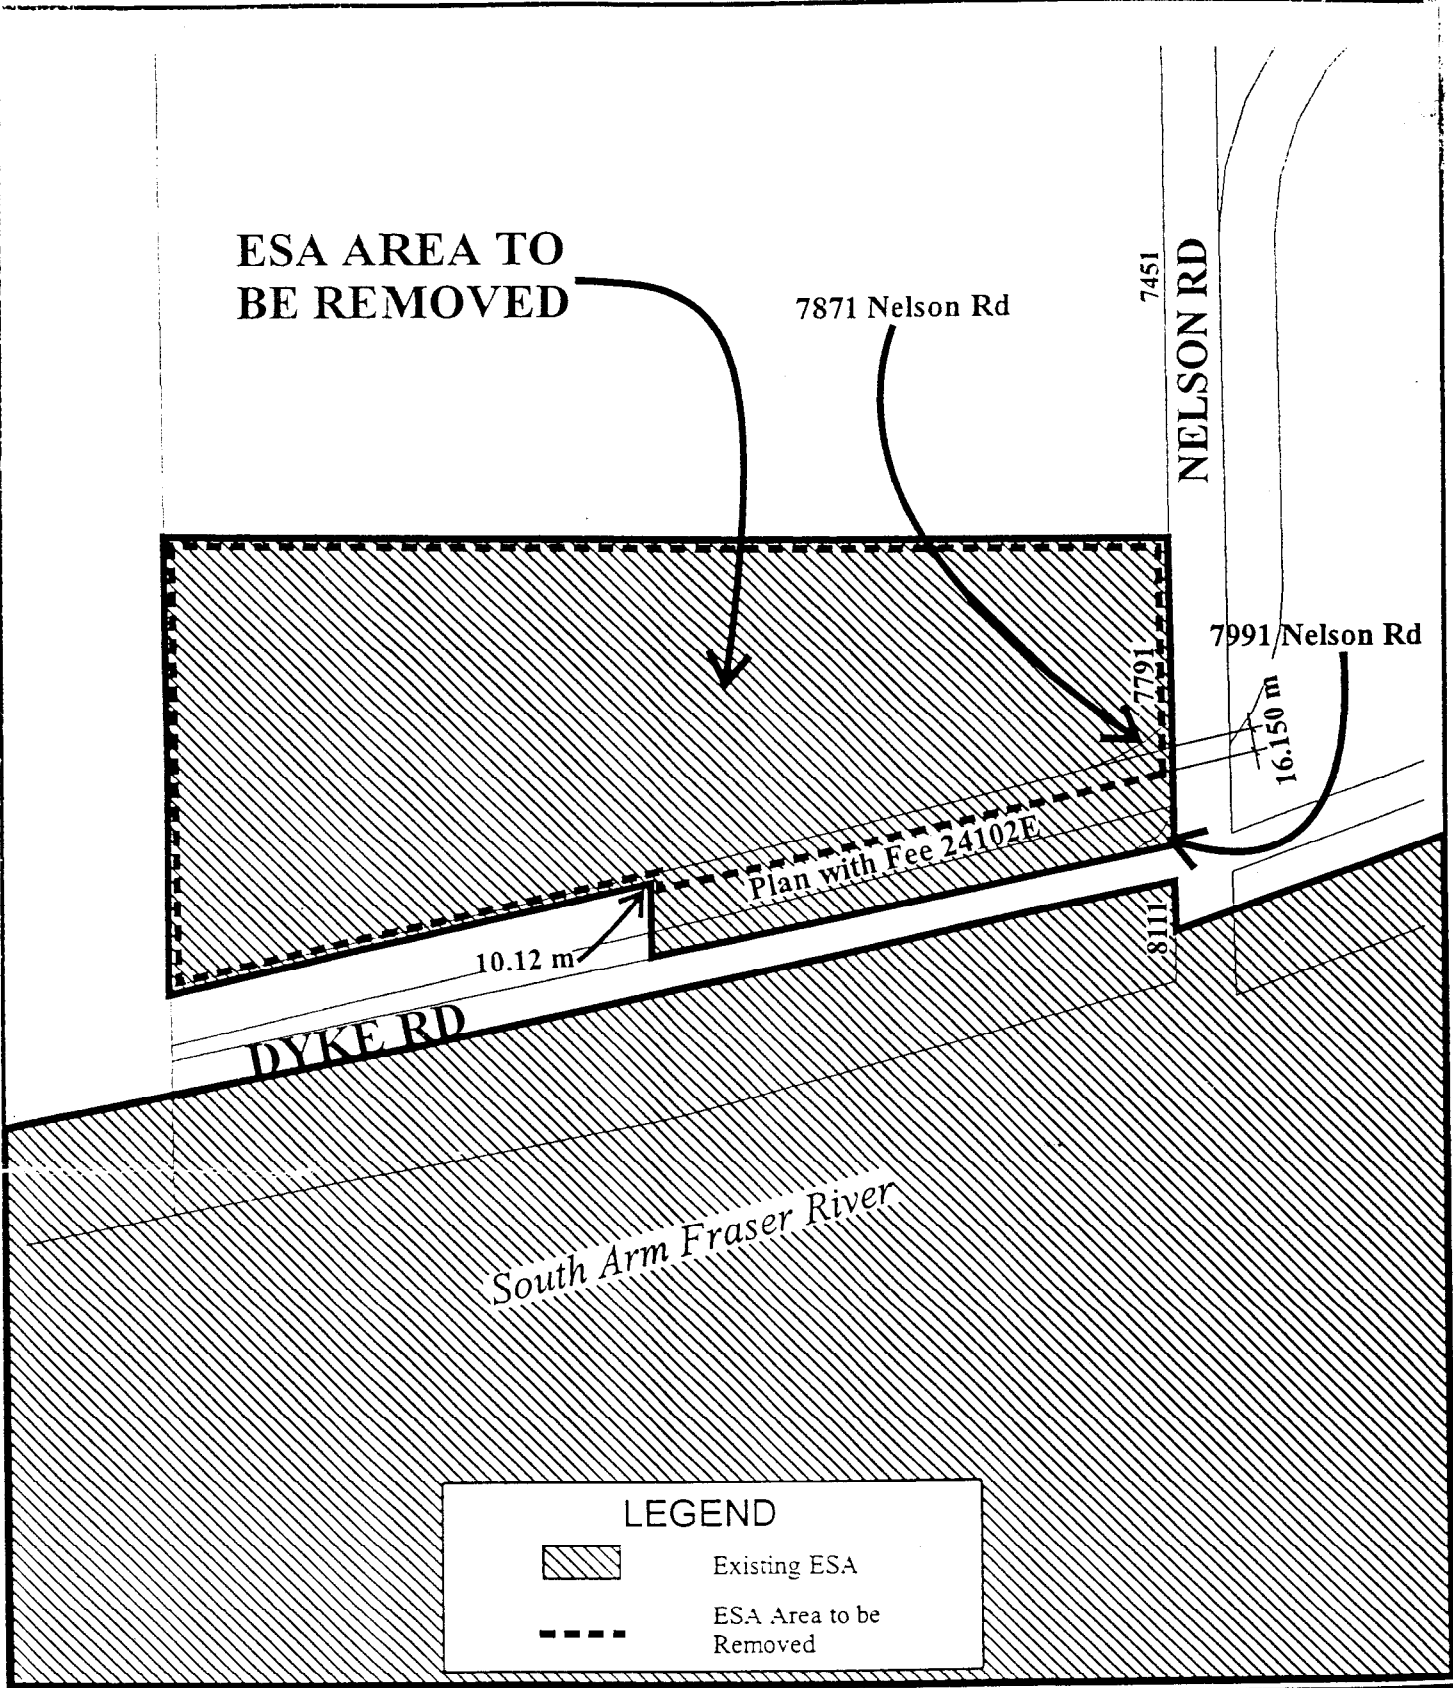 ESA AREA TO
BE REMOVED
7871 Nelson Rd
7451
NELSON RD
7991 Nelson Rd
7791
16.150 m
Plan with Fee 24102E
10.12 m
8111
DYKE RD
South Arm Fraser River
LEGEND
Existing ESA
ESA Area to be
Removed